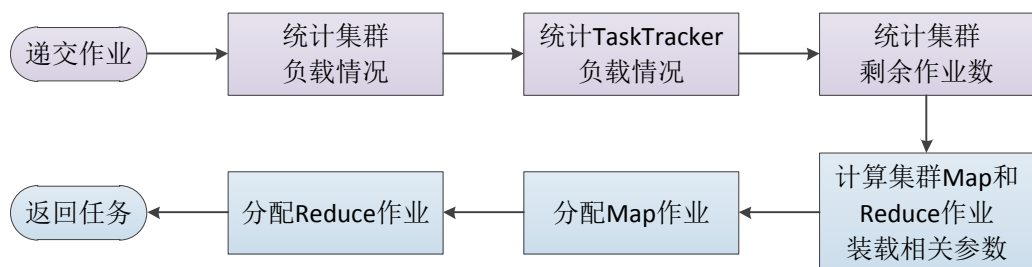 递交作业
统计集群
负载情况
统计TaskTracker
负载情况
统计集群
剩余作业数
计算集群Map和
Reduce作业
装载相关参数
分配Map作业
分配Reduce作业
返回任务